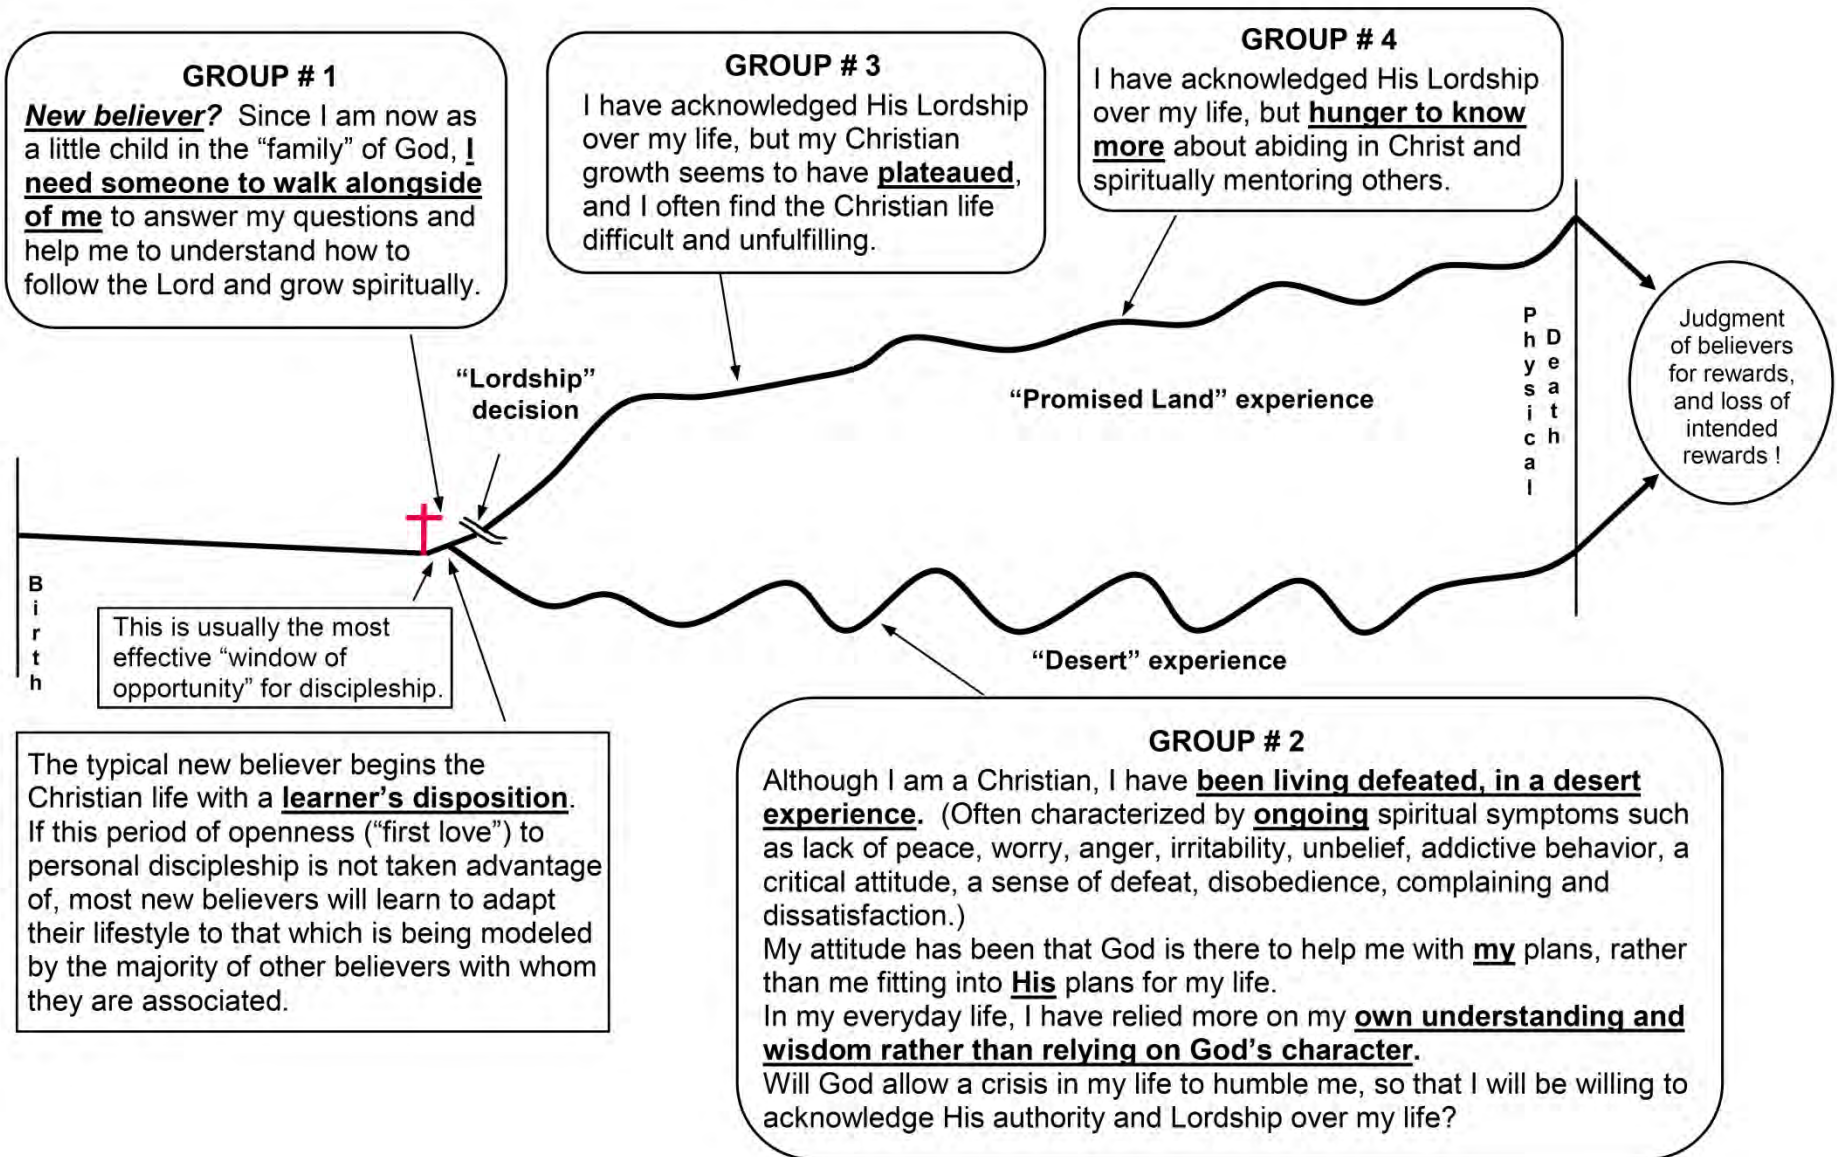 GROUP # 1
New believer? Since I am now as
a little child in the “family” of God, I
need someone to walk alongside
of me to answer my questions and
help me to understand how to
follow the Lord and grow spiritually.
GROUP # 3
I have acknowledged His Lordship
over my life, but my Christian
growth seems to have plateaued,
and I often find the Christian life
difficult and unfulfilling.
GROUP # 4
I have acknowledged His Lordship
over my life, but hunger to know
more about abiding in Christ and
spiritually mentoring others.
“Lordship”
decision
“Promised Land” experience
Physical
Death
Judgment
of believers
for rewards,
and loss of
intended
rewards !
Birth
This is usually the most
effective “window of
opportunity” for discipleship.
“Desert” experience
The typical new believer begins the
Christian life with a learner’s disposition.
If this period of openness (“first love”) to
personal discipleship is not taken advantage
of, most new believers will learn to adapt
their lifestyle to that which is being modeled
by the majority of other believers with whom
they are associated.
GROUP # 2
Although I am a Christian, I have been living defeated, in a desert
experience. (Often characterized by ongoing spiritual symptoms such
as lack of peace, worry, anger, irritability, unbelief, addictive behavior, a
critical attitude, a sense of defeat, disobedience, complaining and
dissatisfaction.)
My attitude has been that God is there to help me with my plans, rather
than me fitting into His plans for my life.
In my everyday life, I have relied more on my own understanding and
wisdom rather than relying on God’s character.
Will God allow a crisis in my life to humble me, so that I will be willing to
acknowledge His authority and Lordship over my life?